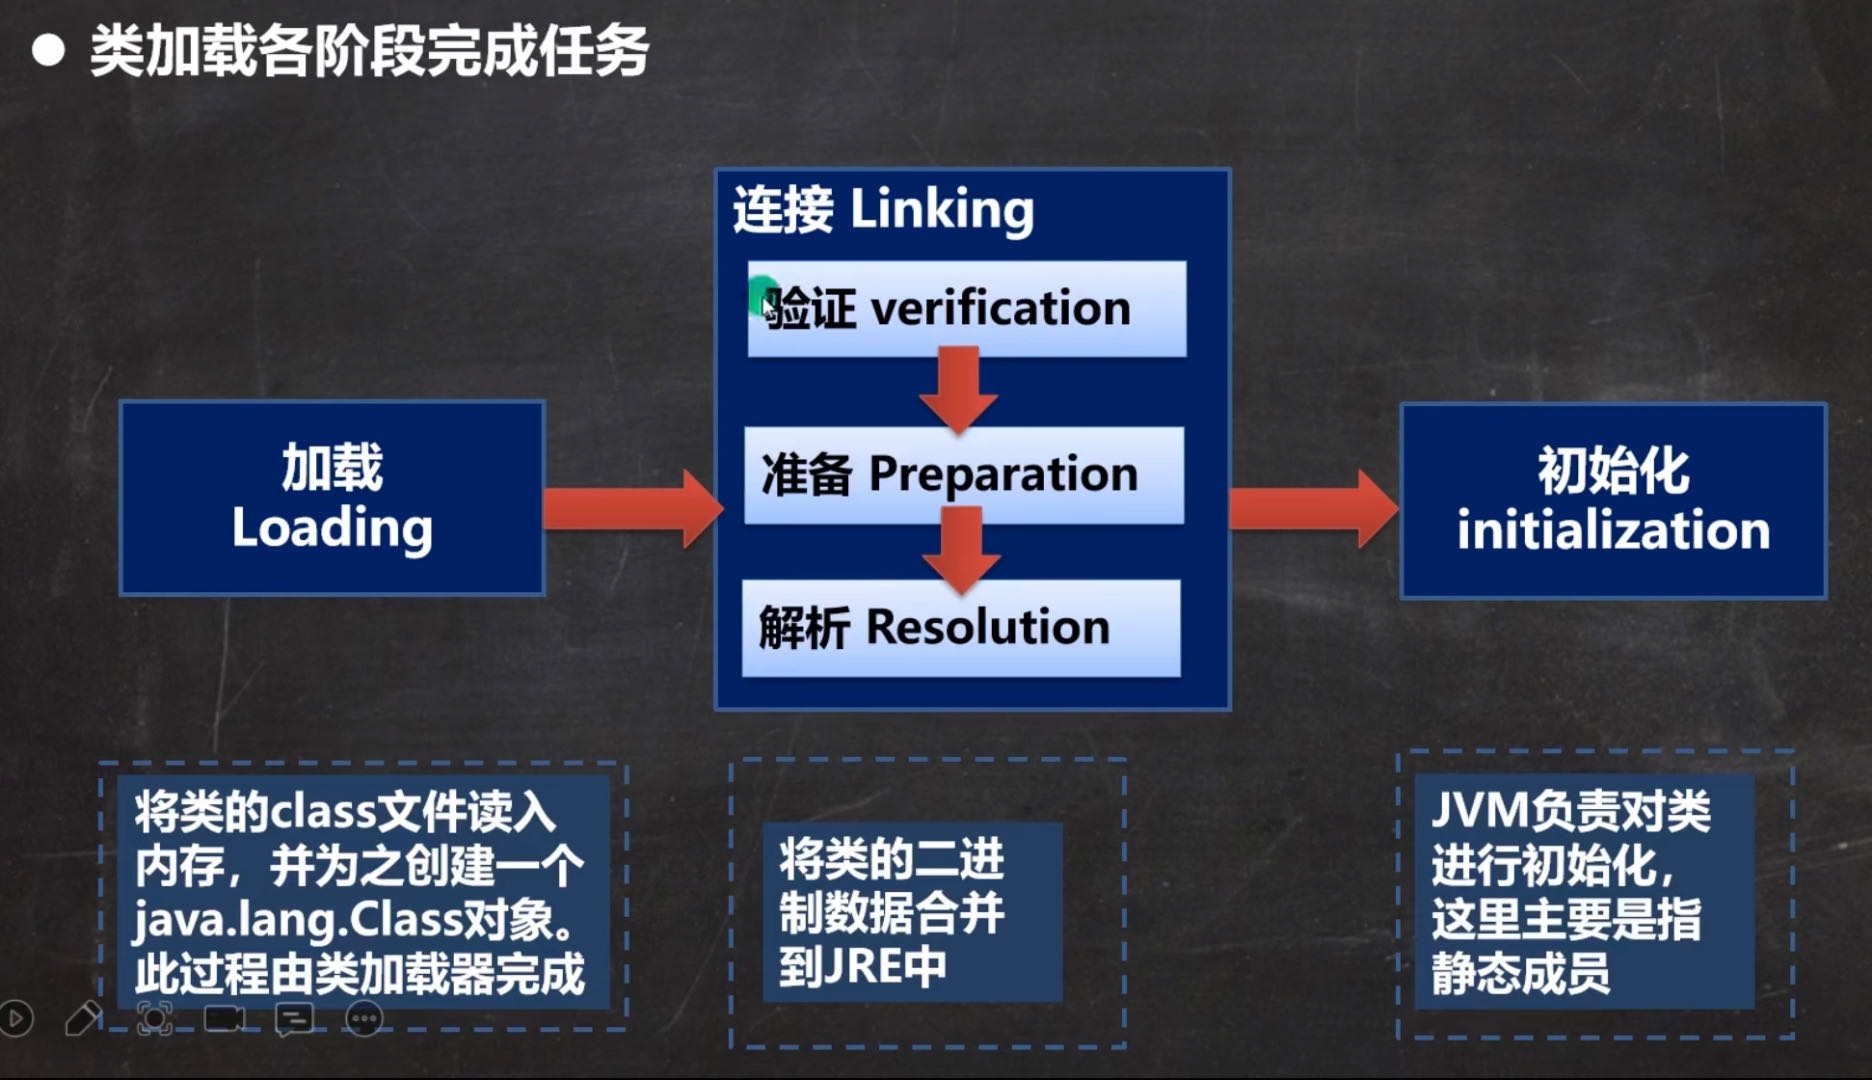 类加载各阶段完成任务
连接 Linking
验证 verification
准备 Preparation
解析 Resolution
加载
Loading
初始化
initialization
将类的class文件读入
内存，并为之创建一个
java.lang.Class对象。
此过程由类加载器完成
将类的二进
制数据合并
到JRE中
JVM负责对类
进行初始化，
这里主要是指
静态成员